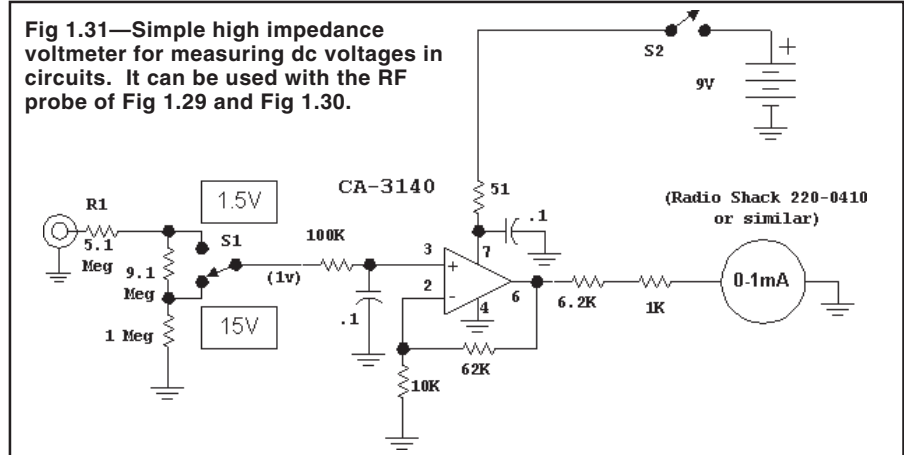 Fig 1.31—Simple high impedance
voltmeter for measuring dc voltages in
circuits. It can be used with the RF
probe of Fig 1.29 and Fig 1.30.
S2
+
9V
CA-3140
51
.1
(Radio Shack 220-0410
or similar)
R1
1.5V
S1
100K
5.1
Meg
9.1
Meg
(1v)
3
+
7
2
-
6
4
6.2K
1K
0-1mA
1 Meg
15V
.1
62K
10K